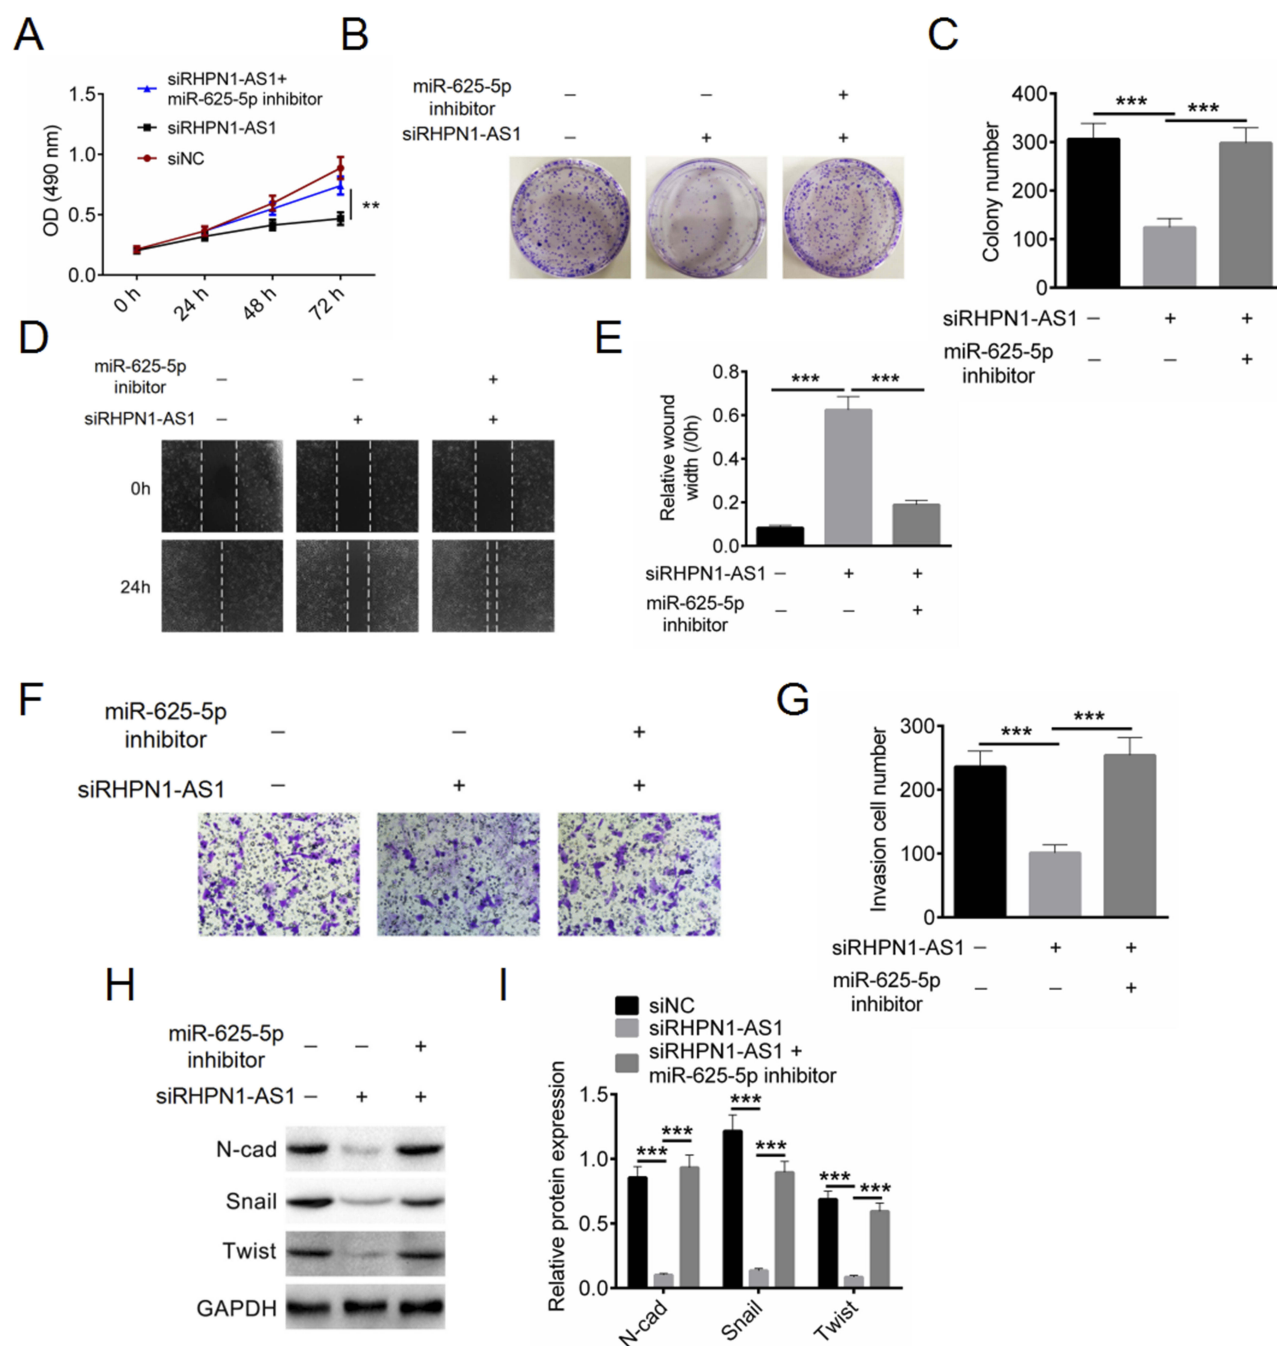 A
siRHPN1-AS1+
miR-625-5p inhibitor
siRHPN1-AS1
siNC
OD (490 nm)
1.5
1.0
0.5
0.0
**
0 h
24 h
48 h
72 h
B
miR-625-5p
inhibitor
– – +
siRHPN1-AS1
– + +
C
Colony number
400
300
200
100
0
*** ***
siRHPN1-AS1 – + +
miR-625-5p
inhibitor
– – +
D
miR-625-5p
inibitor
– – +
siRHPN1-AS1 – + +
0h
24h
E
Relative wound
width (/0h)
0.8
0.6
0.4
0.2
0.0
*** ***
siRHPN1-AS1 – + +
miR-625-5p
inhibitor
– – +
F
miR-625-5p
inhibitor
– – +
siRHPN1-AS1 – + +
G
Invasion cell number
300
200
100
0
*** ***
siRHPN1-AS1 – + +
miR-625-5p
inhibitor
– – +
H
miR-625-5p
inhibitor
– – +
siRHPN1-AS1 – + +
N-cad
Snail
Twist
GAPDH
I
siNC
siRHPN1-AS1
siRHPN1-AS1 +
miR-625-5p inhibitor
Relative protein expression
1.5
1.0
0.5
0.0
*** ***
*** ***
*** ***
N-cad
Snail
Twist